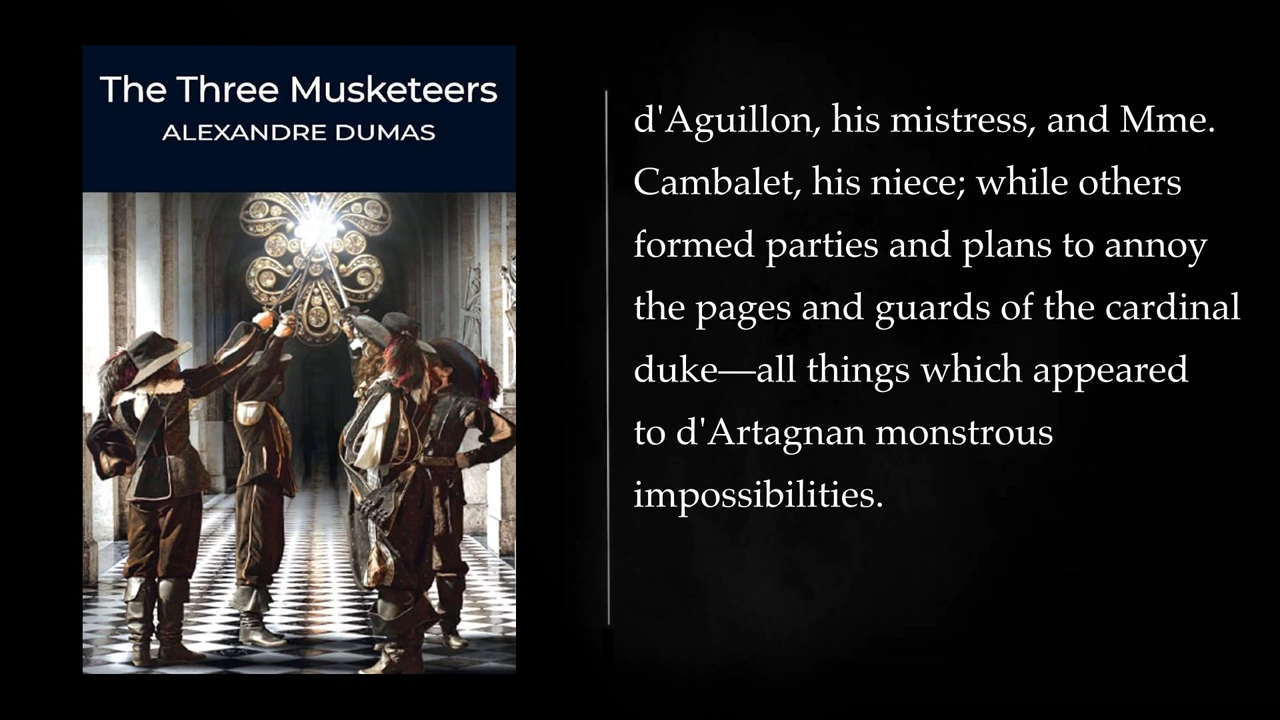 The Three Musketeers
ALEXANDRE DUMAS
d'Aguillon, his mistress, and Mme.
Cambalet, his niece; while others
formed parties and plans to annoy
the pages and guards of the cardinal
duke—all things which appeared
to d'Artagnan monstrous
impossibilities.